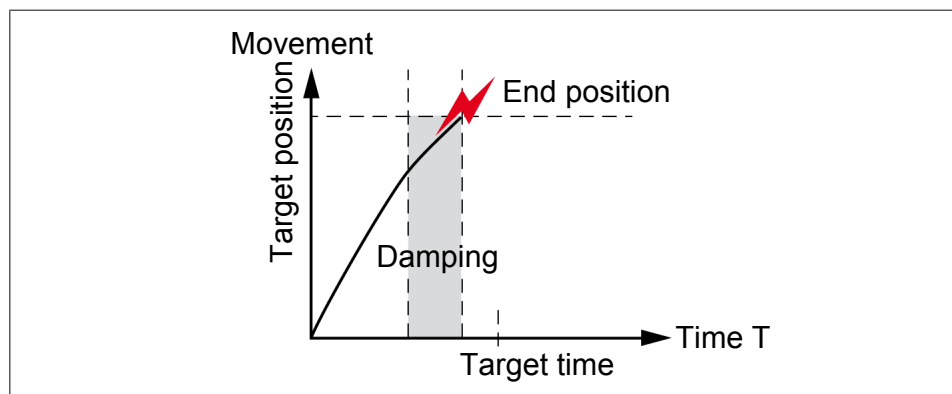 Movement
Target position
End position
Damping
Time T
Target time